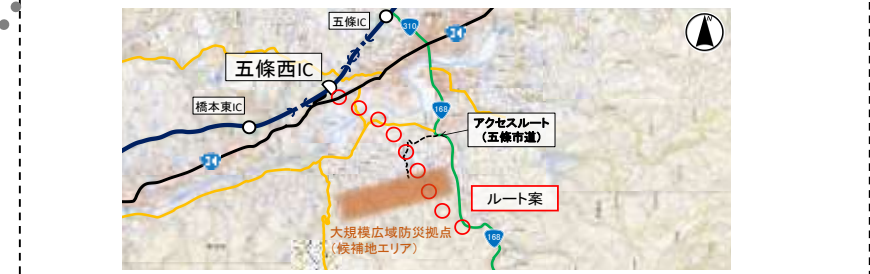 五條IC
310
N
五條西IC
橋本東IC
168
アクセスルート
（五條市道）
ルート案
大規模広域防災拠点
（候補地エリア）
168